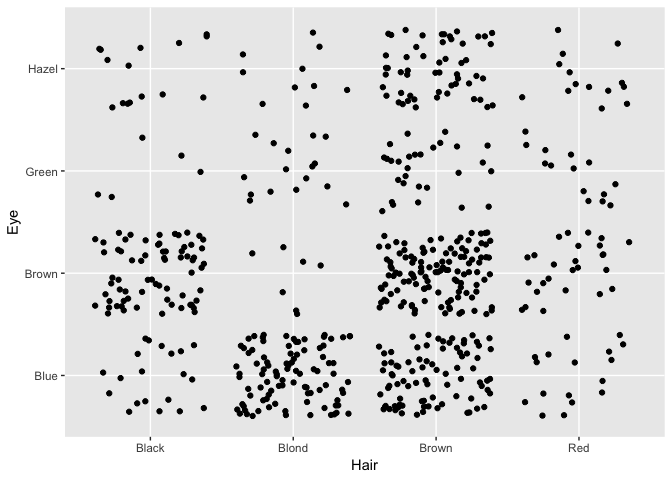 Hazel
Green
Brown
Blue
Eye
Black Blond Brown Red
Hair